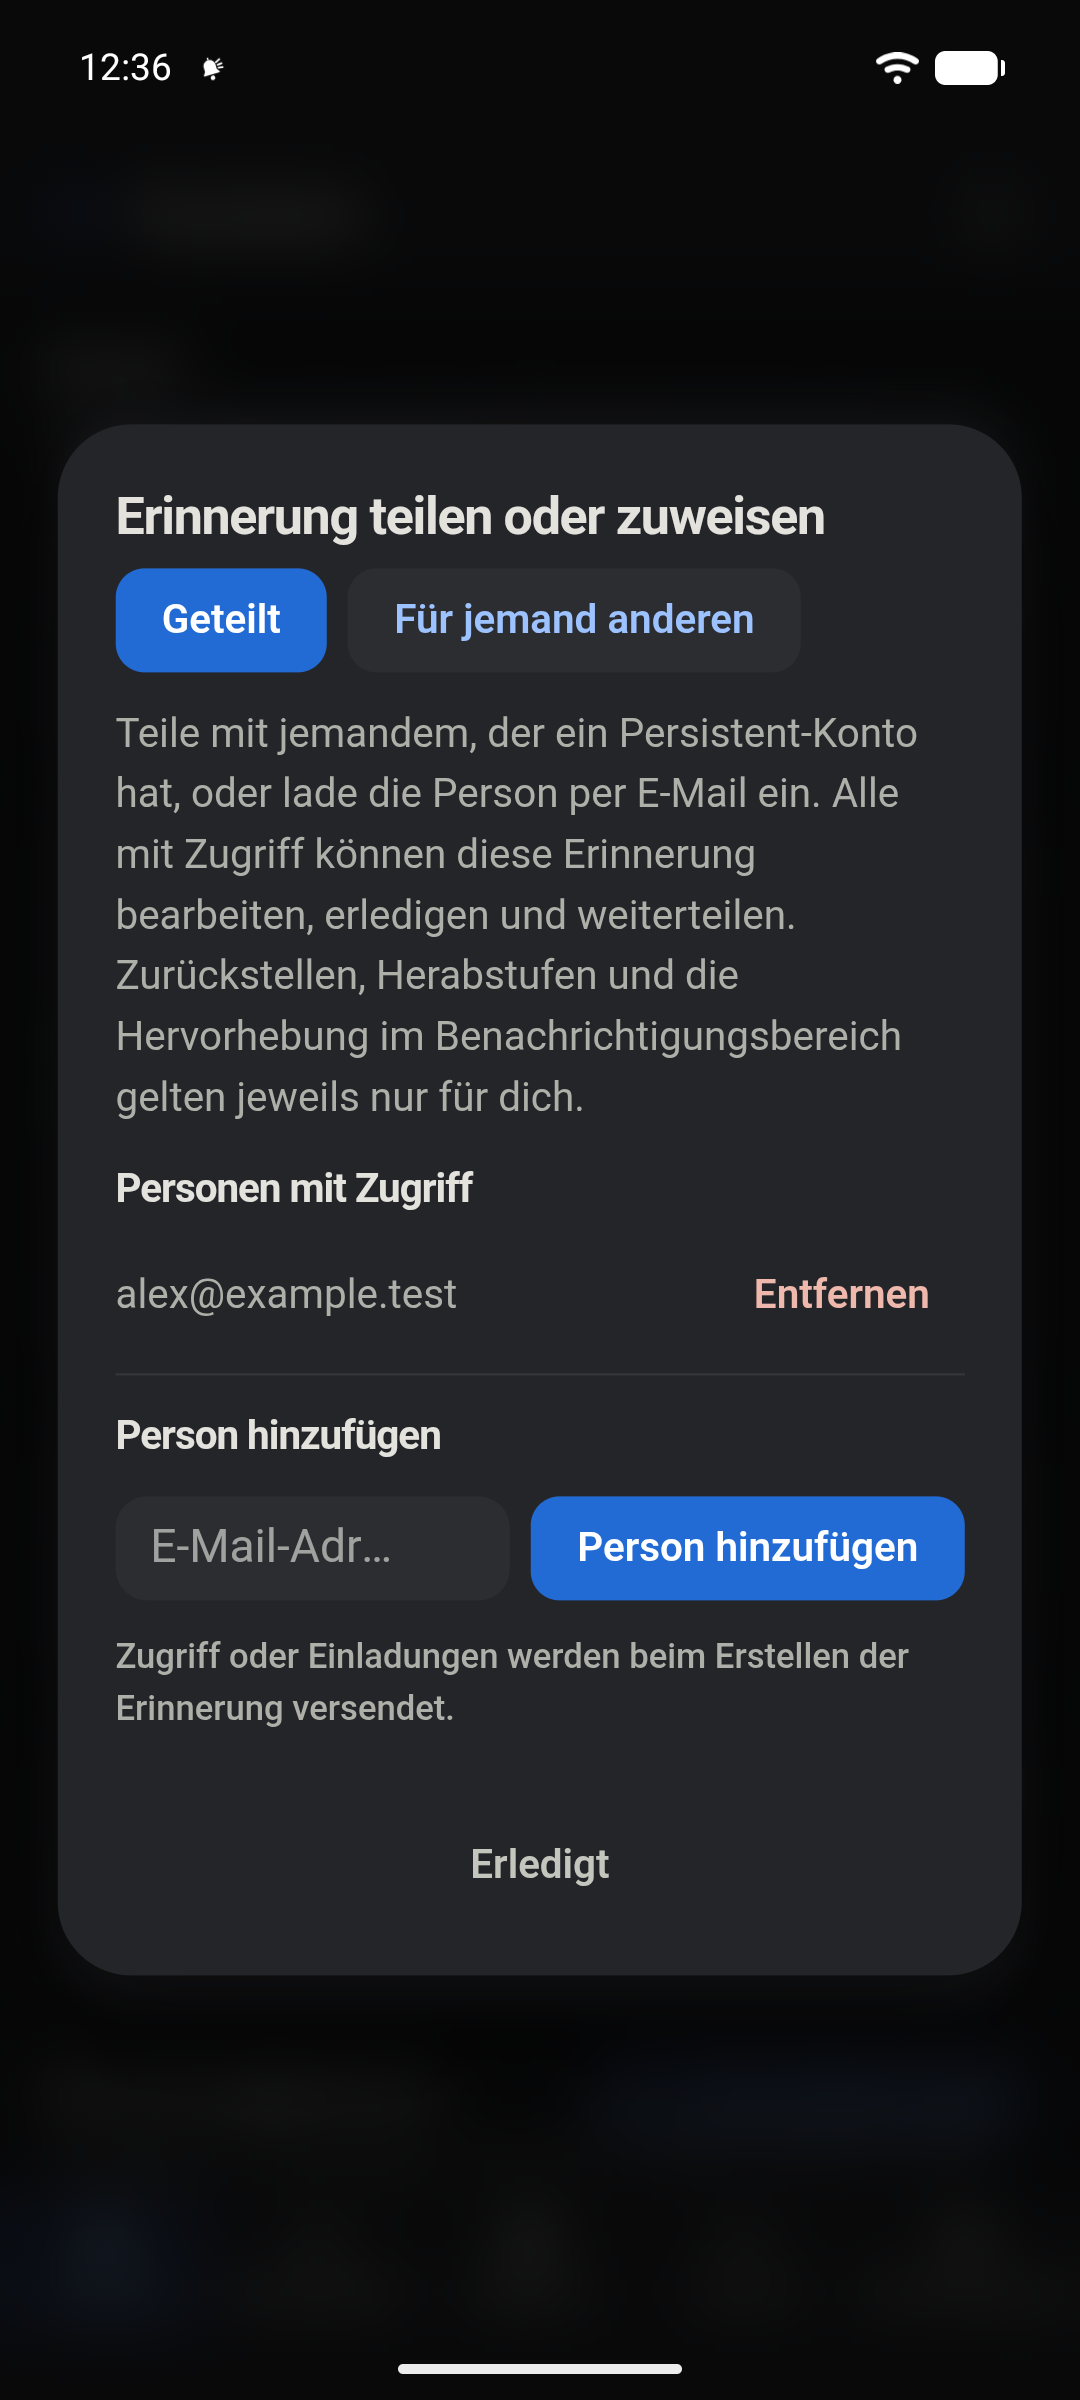 12:36
Erinnerung teilen oder zuweisen
Geteilt
Für jemand anderen
Teile mit jemandem, der ein Persistent-Konto
hat, oder lade die Person per E-Mail ein. Alle
mit Zugriff können diese Erinnerung
bearbeiten, erledigen und weiterteilen.
Zurückstellen, Herabstufen und die
Hervorhebung im Benachrichtigungsbereich
gelten jeweils nur für dich.
Personen mit Zugriff
alex@example.test
Entfernen
Person hinzufügen
E-Mail-Adr…
Person hinzufügen
Zugriff oder Einladungen werden beim Erstellen der
Erinnerung versendet.
Erledigt